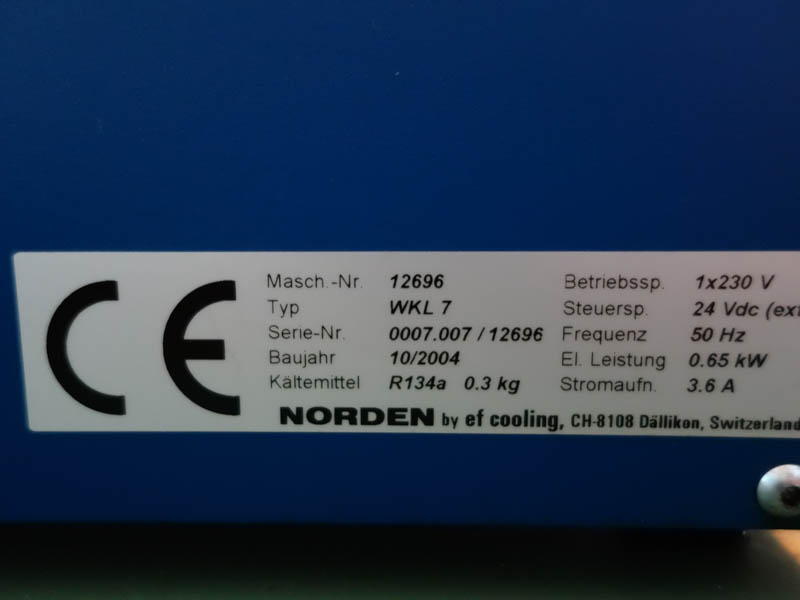 CE
Masch.-Nr. 12696 Betriebssp. 1x230 V
Typ WKL 7 Steuersp. 24 Vdc (ext
Serie-Nr. 0007.007 / 12696 Frequenz 50 Hz
Baujahr 10/2004 El. Leistung 0.65 kW
Kältemittel R134a 0.3 kg Stromaufn. 3.6 A
NORDEN by ef cooling, CH-8108 Dällikon, Switzerland